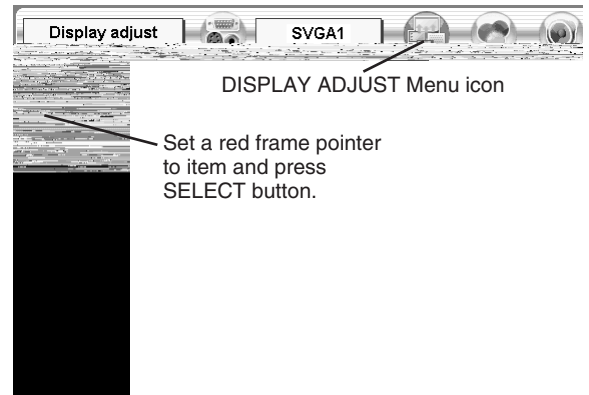 Display adjust
SVGA1
DISPLAY ADJUST Menu icon
Set a red frame pointer
to item and press
SELECT button.